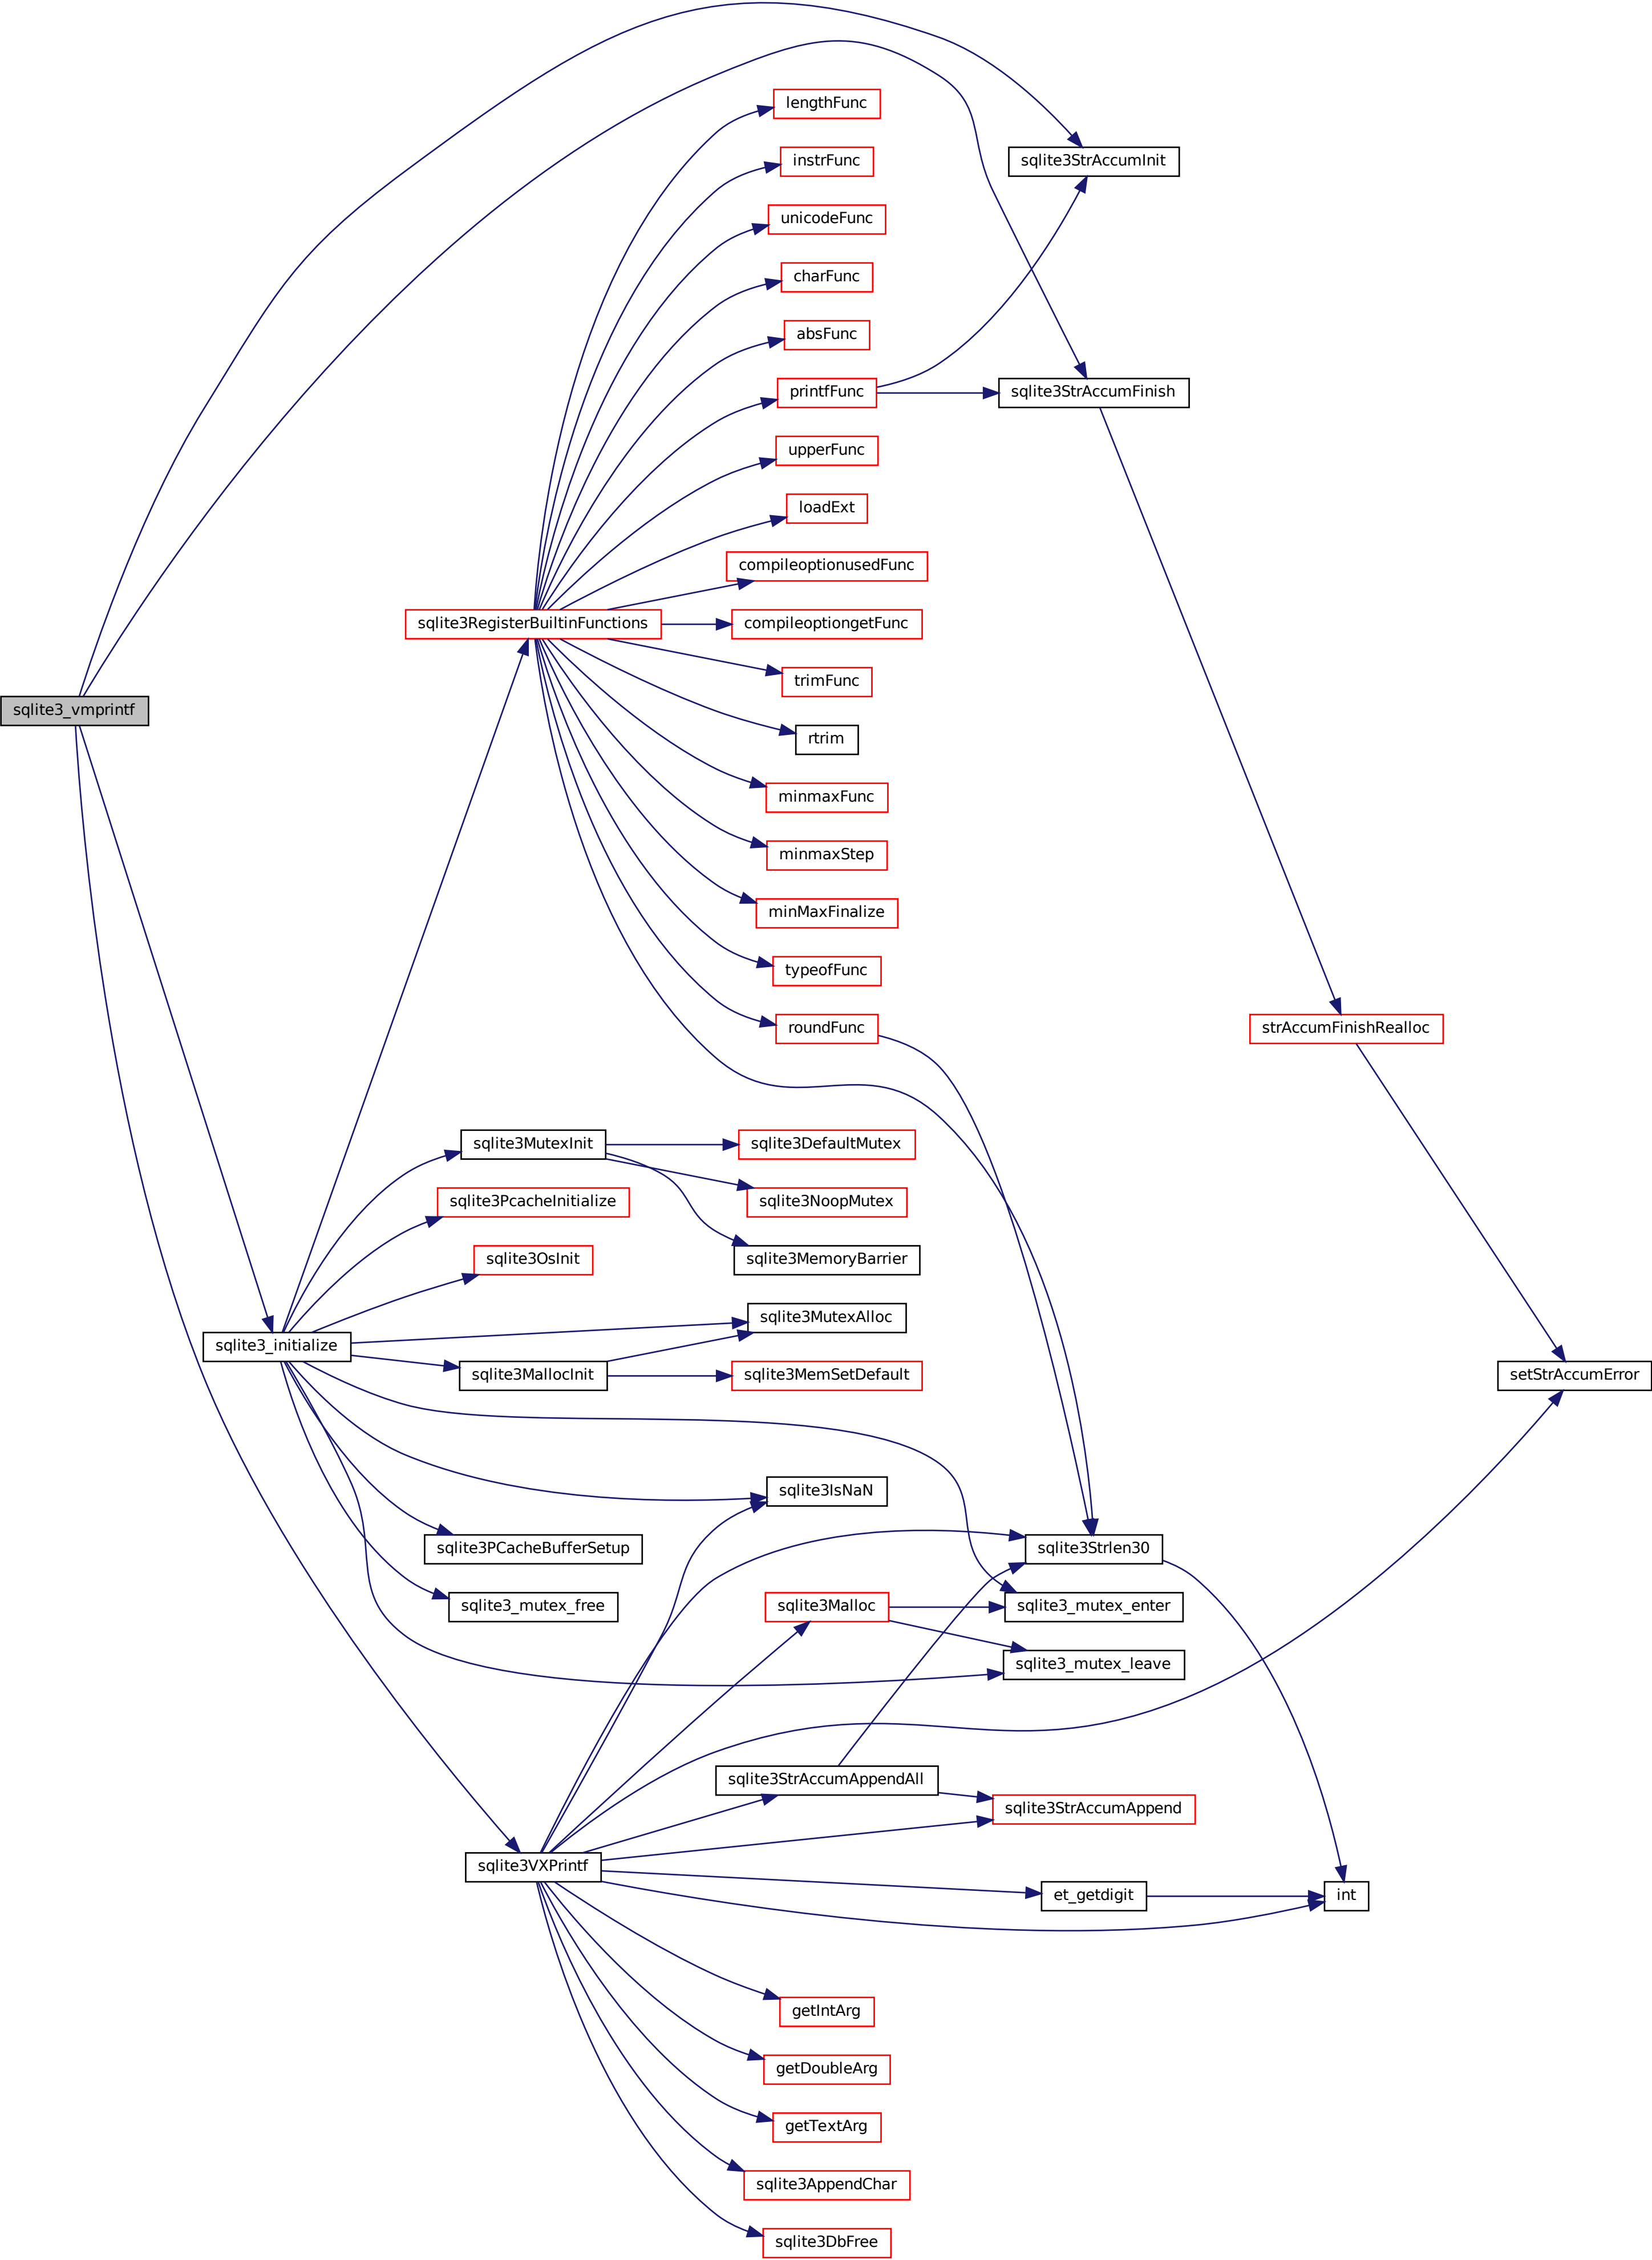 lengthFunc
instrFunc
sqlite3StrAccumInit
unicodeFunc
charFunc
absFunc
printfFunc
sqlite3StrAccumFinish
upperFunc
loadExt
compileoptionusedFunc
sqlite3RegisterBuiltinFunctions
compileoptiongetFunc
trimFunc
sqlite3_vmprintf
rtrim
minmaxFunc
minmaxStep
minMaxFinalize
typeofFunc
roundFunc
strAccumFinishRealloc
sqlite3MutexInit
sqlite3DefaultMutex
sqlite3PcacheInitialize
sqlite3NoopMutex
sqlite3OsInit
sqlite3MemoryBarrier
sqlite3MutexAlloc
sqlite3_initialize
sqlite3MallocInit
sqlite3MemSetDefault
setStrAccumError
sqlite3IsNaN
sqlite3PCacheBufferSetup
sqlite3Strlen30
sqlite3_mutex_free
sqlite3Malloc
sqlite3_mutex_enter
sqlite3_mutex_leave
sqlite3StrAccumAppendAll
sqlite3StrAccumAppend
sqlite3VXPrintf
et_getdigit
int
getIntArg
getDoubleArg
getTextArg
sqlite3AppendChar
sqlite3DbFree